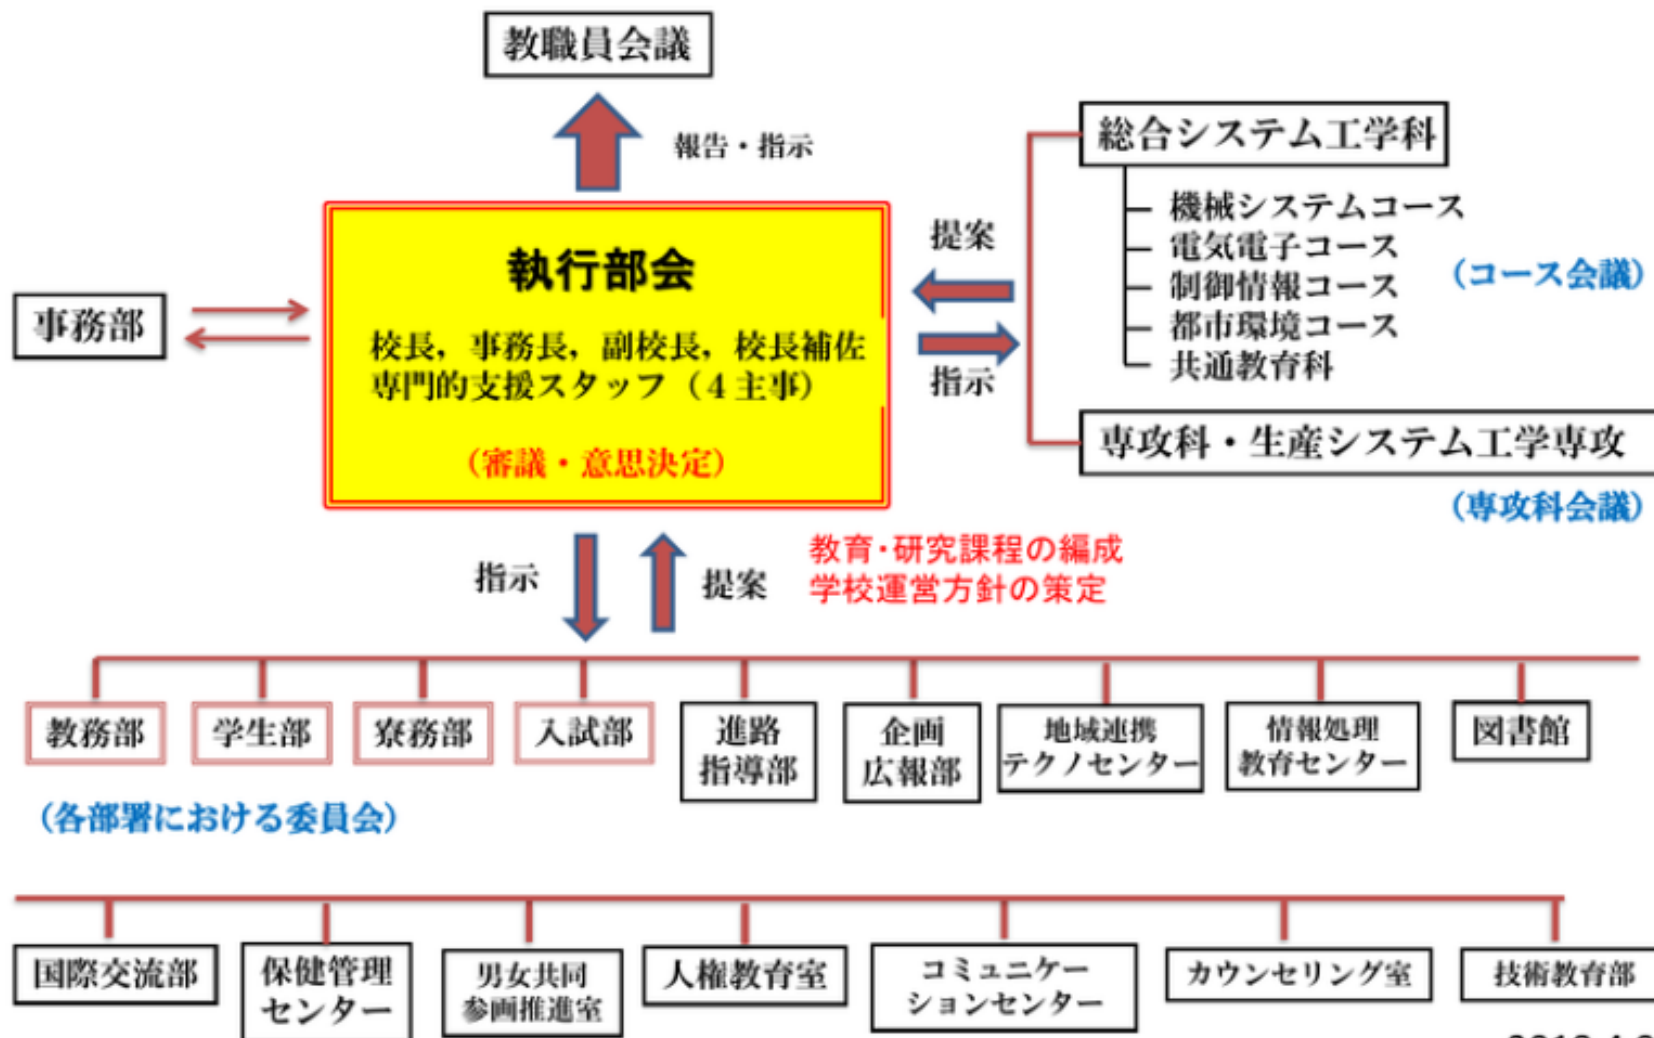 教職員会議
報告・指示
総合システム工学科
機械システムコース
電気電子コース
制御情報コース
都市環境コース
共通教育科
(コース会議)
提案
指示
執行部会
校長，事務長，副校長，校長補佐
専門的支援スタッフ（４主事）
(審議・意思決定)
事務部
専攻科・生産システム工学専攻
(専攻科会議)
指示
提案
教育・研究課程の編成
学校運営方針の策定
教務部
学生部
寮務部
入試部
進路
指導部
企画
広報部
地域連携
テクノセンター
情報処理
教育センター
図書館
(各部署における委員会)
国際交流部
保健管理
センター
男女共同
参画推進室
人権教育室
コミュニケー
ションセンター
カウンセリング室
技術教育部